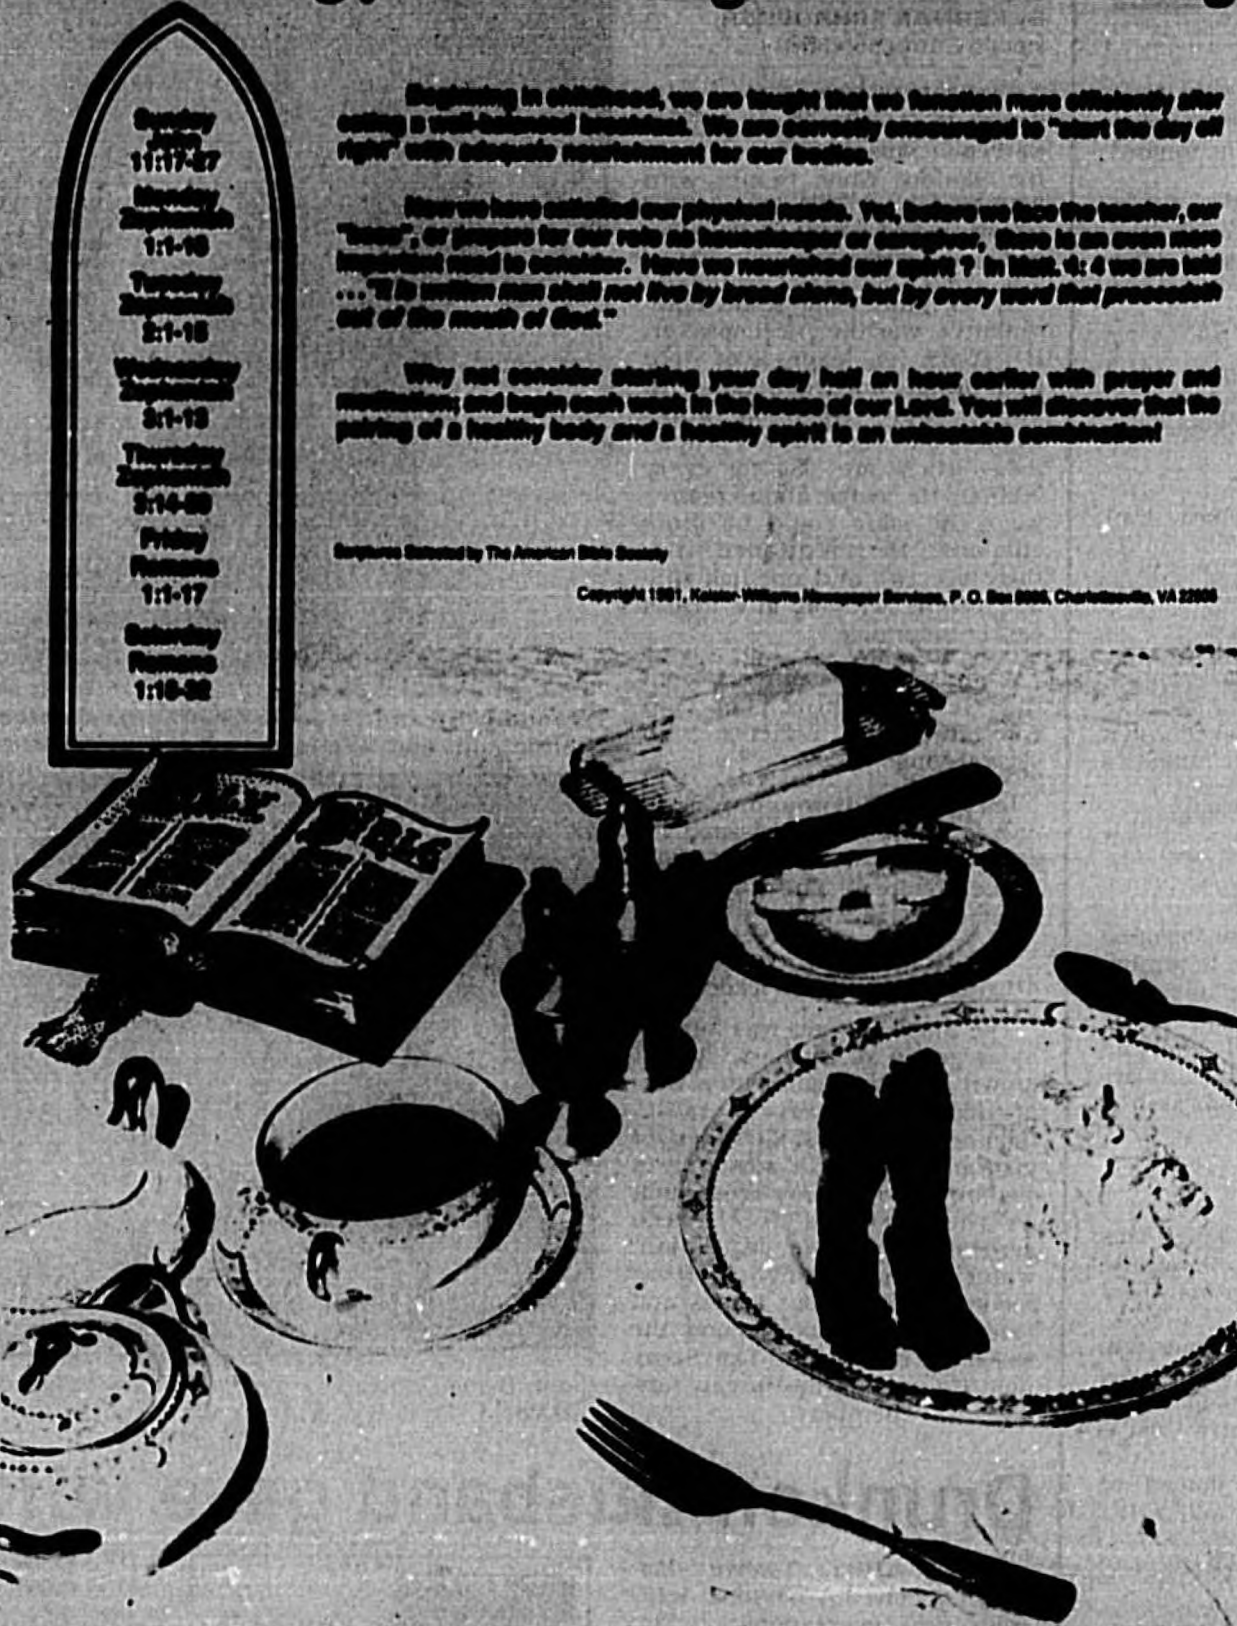 Sunday
11:17-27
Monday
Zephaniah
1:1-18
Tuesday
Zephaniah
2:1-15
Wednesday
Zephaniah
3:1-13
Thursday
Zephaniah
3:14-20
Friday
Romans
1:1-17
Saturday
Romans
1:18-32
Beginning in childhood, we are taught that we function more efficiently after
eating a well-balanced breakfast. We are correctly encouraged to "start the day off
right" with adequate nourishment for our bodies.
Now we have satisfied our physical needs. Yet, before we face the teacher, our
"boss", or prepare for our role as housekeeper or caregiver, there is an even more
important need to consider. Have we nourished our spirit ? In Matt. 4: 4 we are told
... "It is written man shall not live by bread alone, but by every word that proceedeth
out of the mouth of God."
Why not consider starting your day half an hour earlier with prayer and
meditation; and begin each week in the house of our Lord. You will discover that the
pairing of a healthy body and a healthy spirit is an unbeatable combination!
Scriptures Selected by The American Bible Society
Copyright 1991, Keister-Williams Newspaper Services, P. O. Box Charlottesville, VA
BIBLE